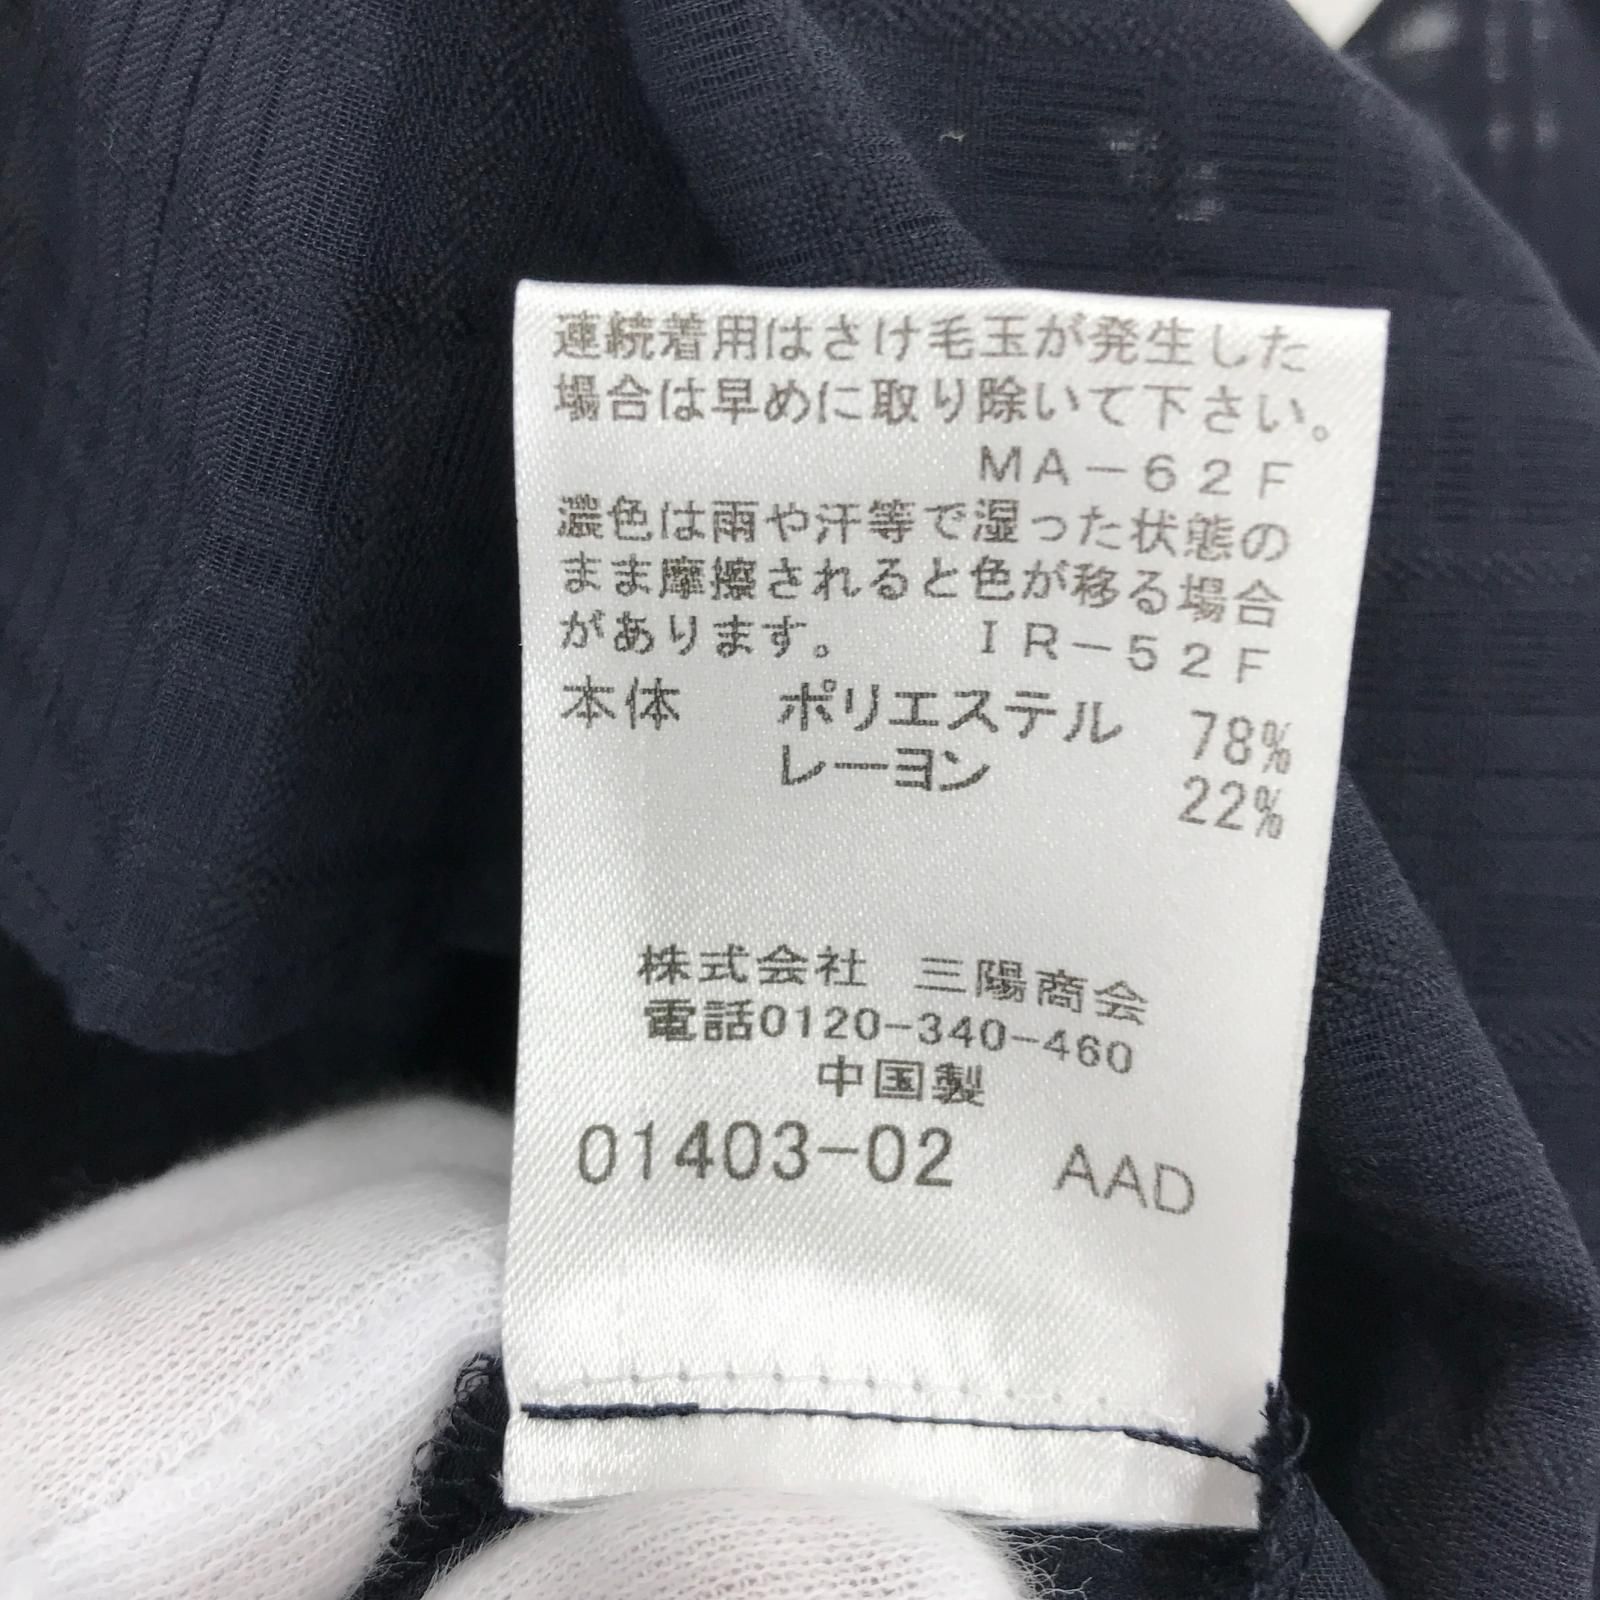 連続着用はさけ毛玉が発生した
場合は早めに取り除いて下さい。
MA-62F
濃色は雨や汗等で湿った状態の
まま摩擦されると色が移る場合
があります。 IR-52F
本体 ポリエステル 78%
レーヨン 22%
株式会社 三陽商会
電話0120-340-460
中国製
01403-02 AAD